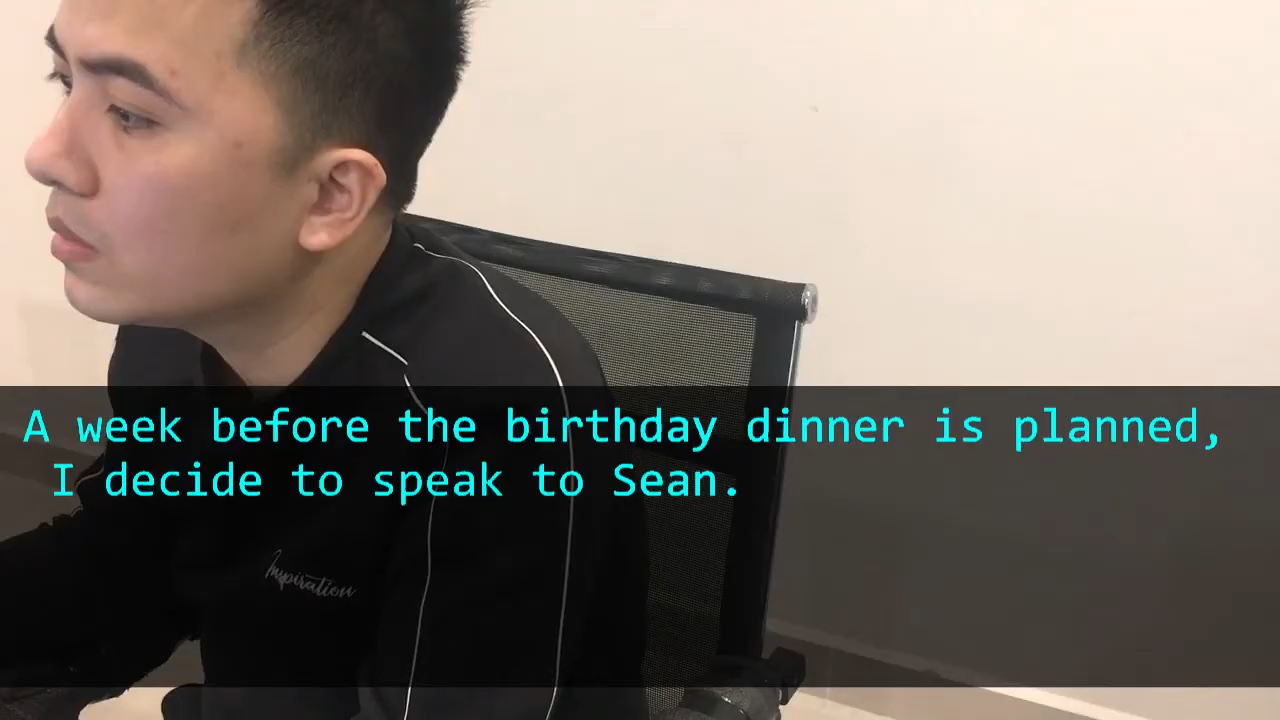 A week before the birthday dinner is planned,
I decide to speak to Sean.
Inspiration